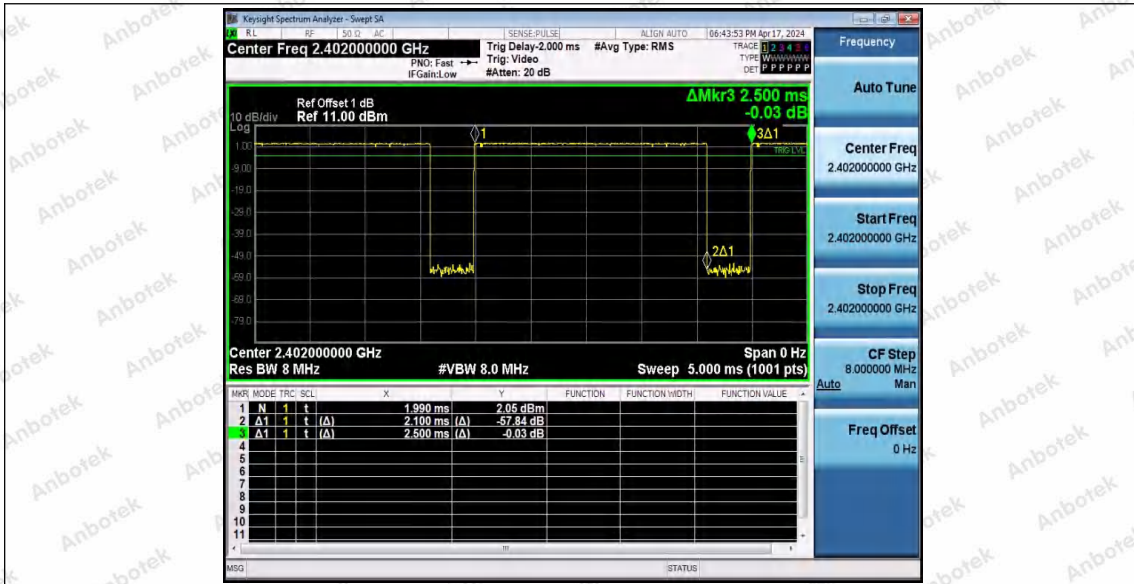 Keysight Spectrum Analyzer - Swept SA
LXI RL RF 50 Ω AC SENSE:PULSE ALIGN AUTO 06:43:53 PM Apr 17, 2024
Center Freq 2.402000000 GHz
PNO: Fast
IFGain:Low
Trig Delay-2.000 ms
Trig: Video
#Atten: 20 dB
#Avg Type: RMS
TRACE 1 2 3 4 5 6
TYPE WWWWWW
DET P P P P P P
Frequency
Auto Tune
Center Freq
2.402000000 GHz
Start Freq
2.402000000 GHz
Stop Freq
2.402000000 GHz
CF Step
8.000000 MHz
Auto Man
Freq Offset
0 Hz
ΔMkr3 2.500 ms
-0.03 dB
Ref Offset 1 dB
10 dB/div Ref 11.00 dBm
Log
1.00
-9.00
-19.0
-29.0
-39.0
-49.0
-59.0
-69.0
-79.0
1
3Δ1
TRIG LVL
2Δ1
Center 2.402000000 GHz Span 0 Hz
Res BW 8 MHz #VBW 8.0 MHz Sweep 5.000 ms (1001 pts)
MKR MODE TRC SCL X Y FUNCTION FUNCTION WIDTH FUNCTION VALUE
1 N 1 t 1.990 ms 2.05 dBm
2 Δ1 1 t (Δ) 2.100 ms (Δ) -57.84 dB
3 Δ1 1 t (Δ) 2.500 ms (Δ) -0.03 dB
4
5
6
7
8
9
10
11
MSG STATUS
Anbotek